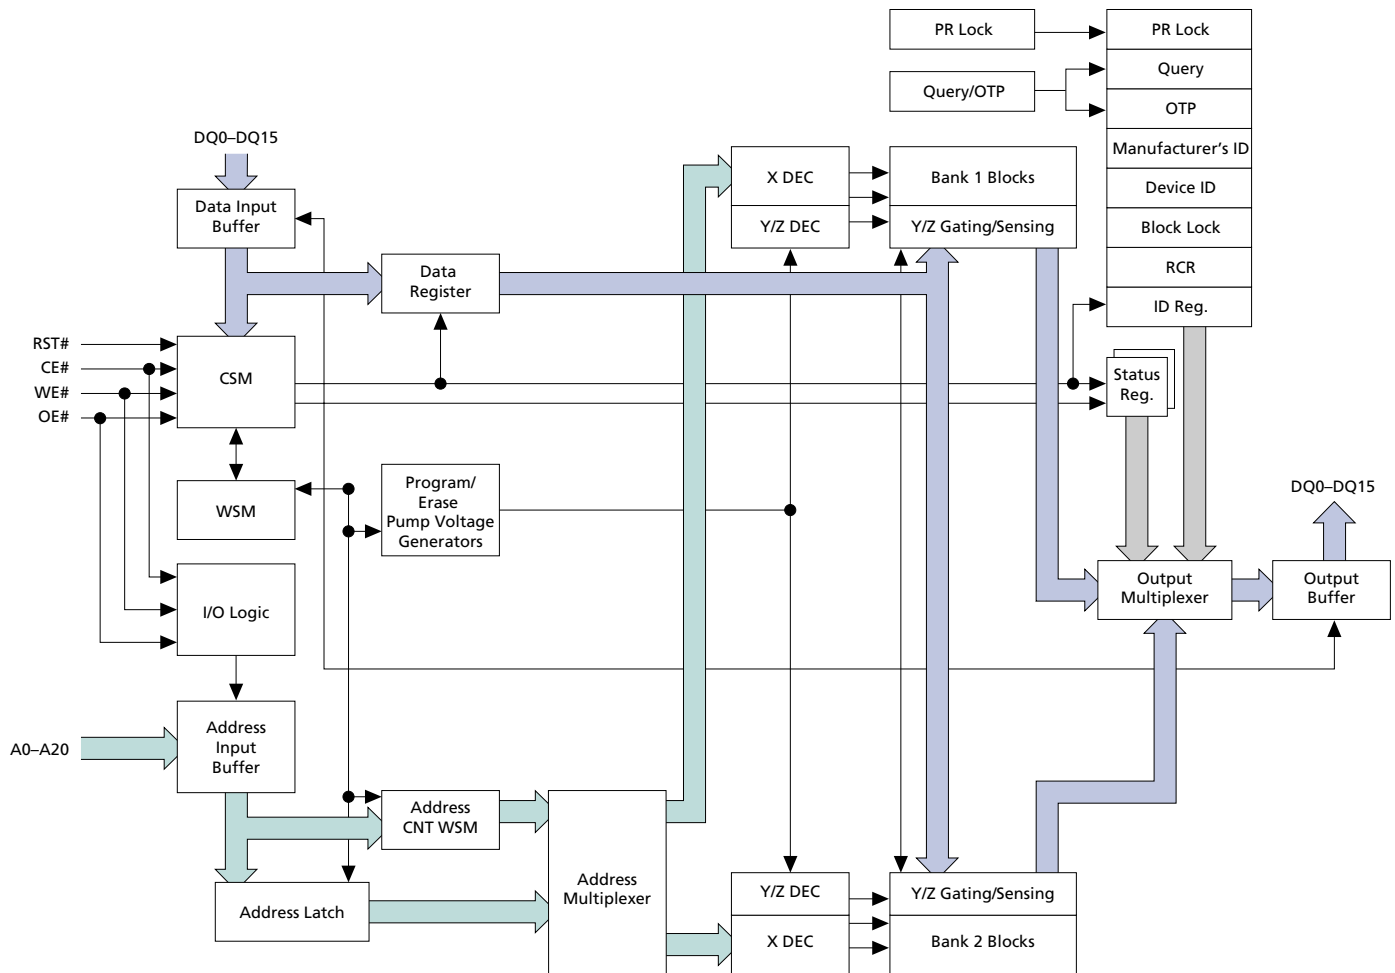 PR Lock
PR Lock
Query
Query/OTP
OTP
Manufacturer's ID
Device ID
Block Lock
RCR
ID Reg.
DQ0–DQ15
Data Input
Buffer
X DEC
Bank 1 Blocks
Y/Z DEC
Y/Z Gating/Sensing
Data
Register
RST#
CE#
WE#
OE#
CSM
Status
Reg.
WSM
Program/
Erase
Pump Voltage
Generators
DQ0–DQ15
I/O Logic
Output
Multiplexer
Output
Buffer
A0–A20
Address
Input
Buffer
Address
CNT WSM
Address
Multiplexer
Address Latch
Y/Z DEC
Y/Z Gating/Sensing
X DEC
Bank 2 Blocks